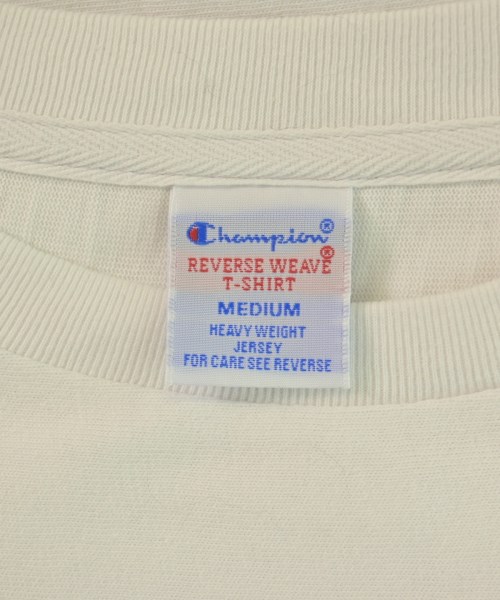 Champion®
REVERSE WEAVE®
T-SHIRT
MEDIUM
HEAVY WEIGHT
JERSEY
FOR CARE SEE REVERSE